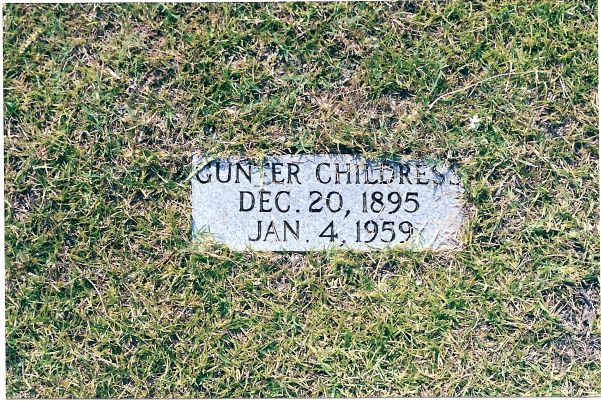 GUNTER CHILDRESS
DEC. 20, 1895
JAN. 4, 1959